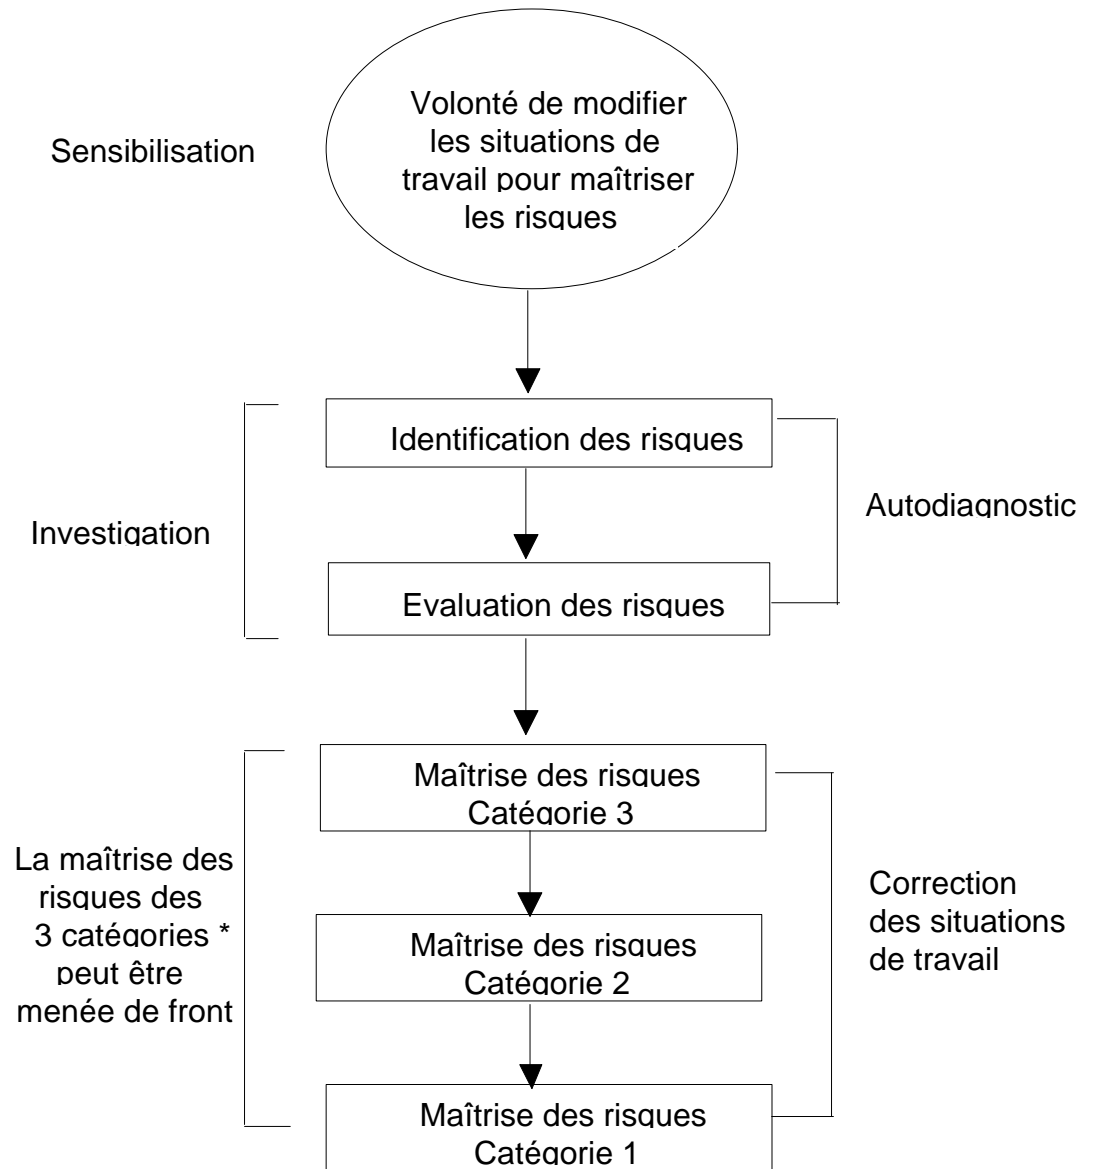 Sensibilisation
Volonté de modifier
les situations de
travail pour maîtriser
les risques
Investigation
Identification des risques
Evaluation des risques
Autodiagnostic
La maîtrise des
risques des
3 catégories *
peut être
menée de front
Maîtrise des risques
Catégorie 3
Maîtrise des risques
Catégorie 2
Maîtrise des risques
Catégorie 1
Correction
des situations
de travail